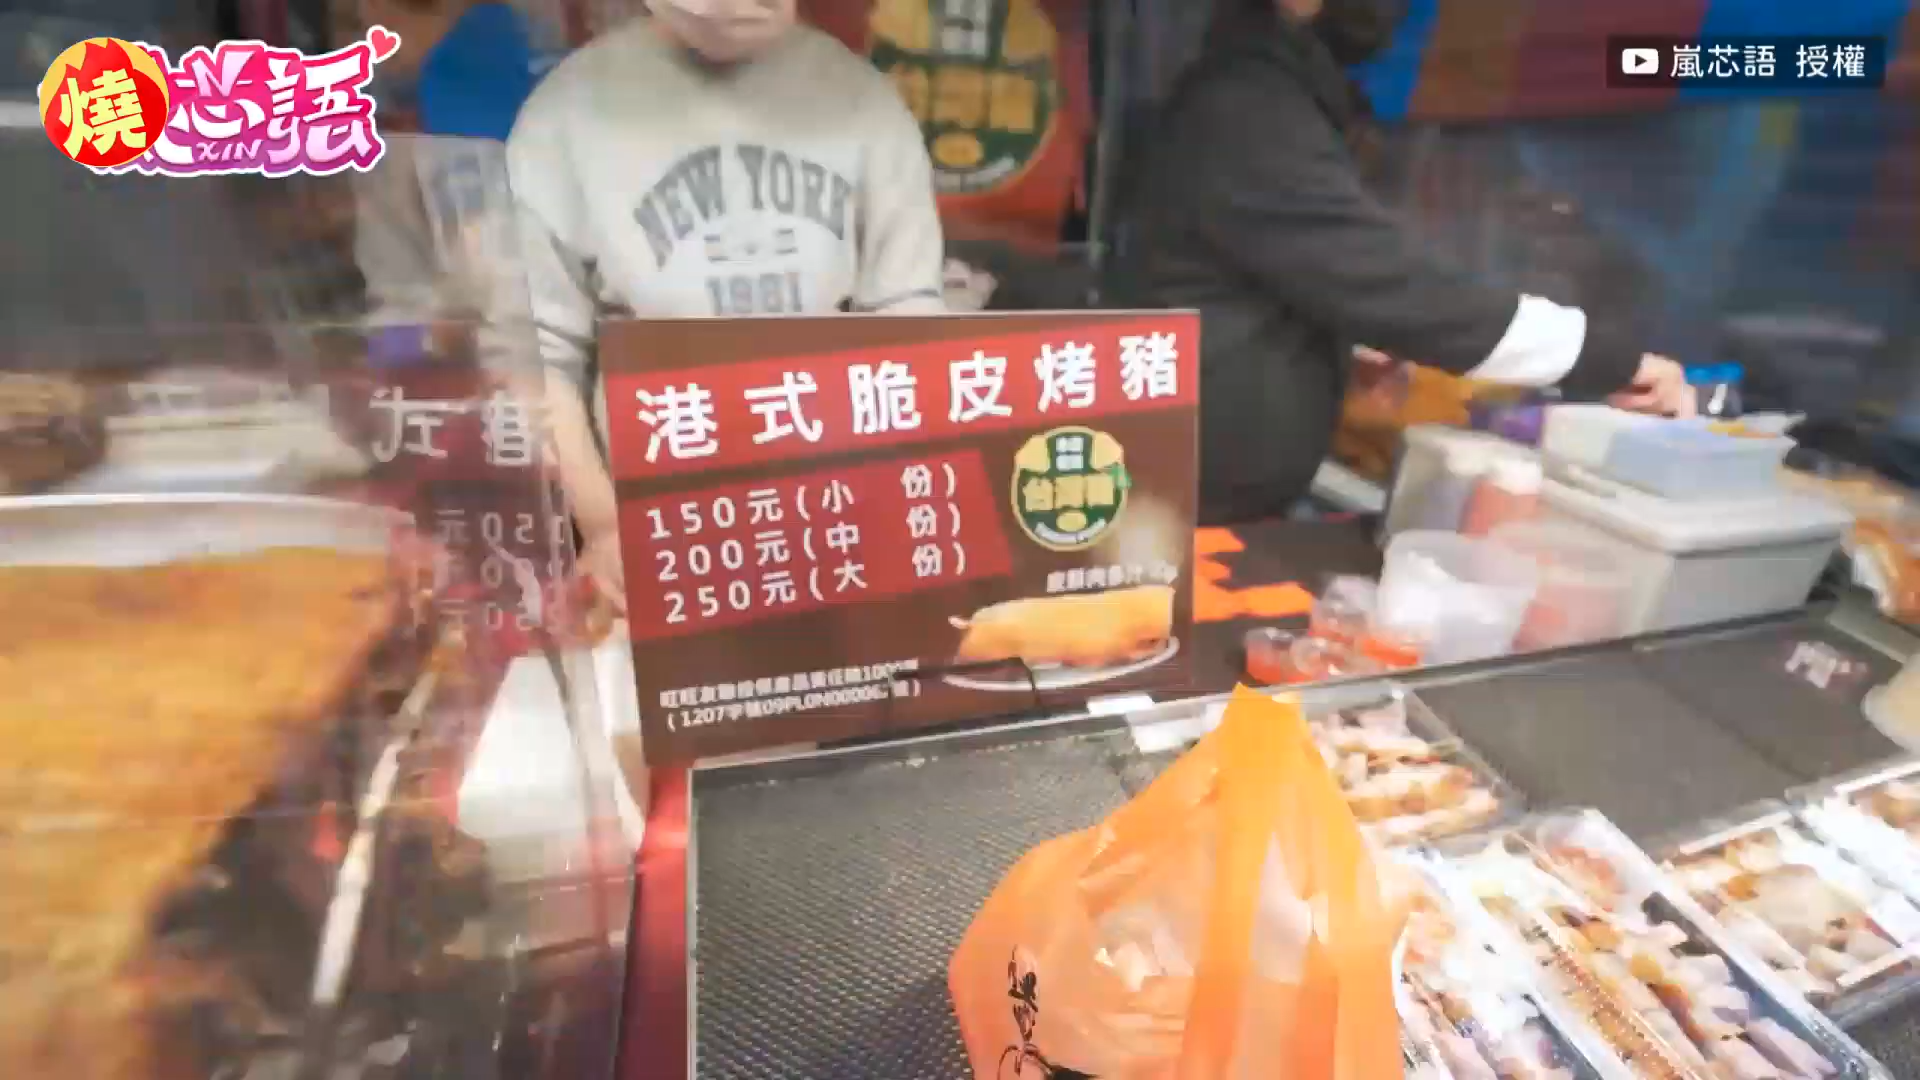 燒
芯語
XIN
嵐芯語 授權
NEW YORK
1981
港式脆皮烤豬
150元(小 份)
200元(中 份)
250元(大 份)
台灣豬